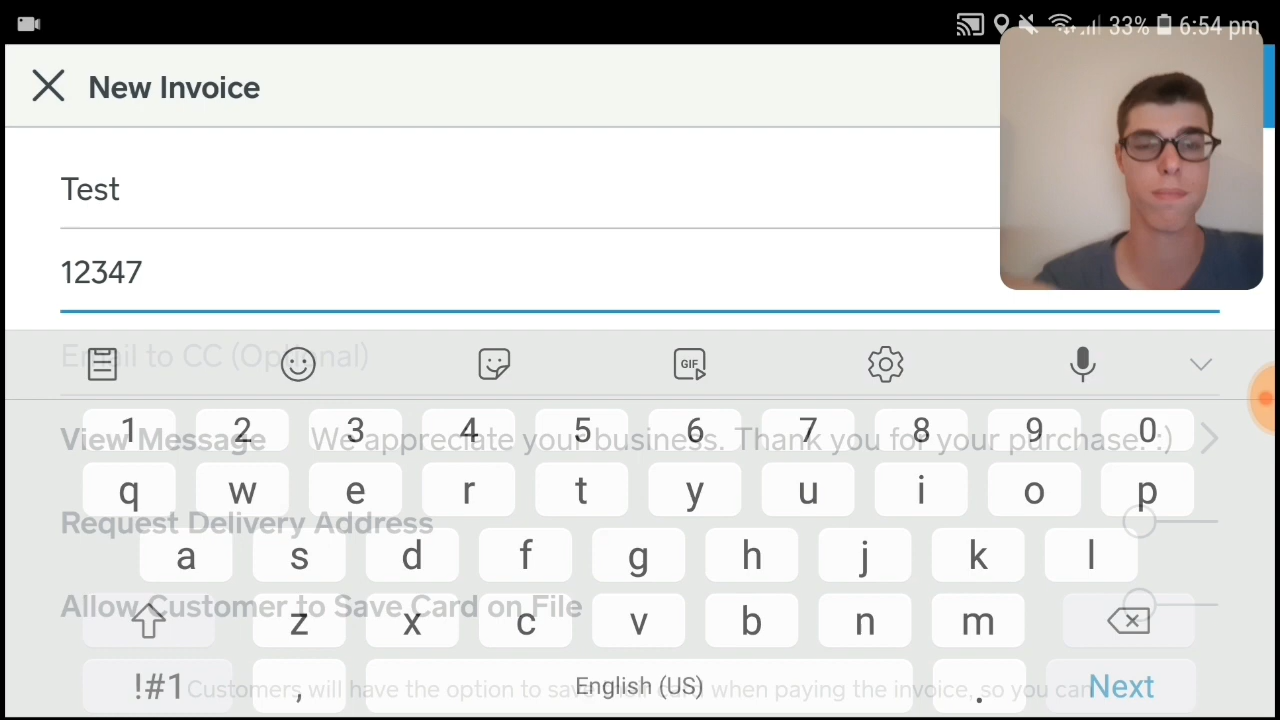 33% 6:54 pm
New Invoice
Test
12347
Email to CC (Optional)
GIF
1 2 3 4 5 6 7 8 9 0
View Message We appreciate your business. Thank you for your purchase. :)
q w e r t y u i o p
Request Delivery Address
a s d f g h j k l
Allow Customer to Save Card on File
z x c v b n m
!#1 , English (US) . Next
Customers will have the option to save their card when paying the invoice, so you can